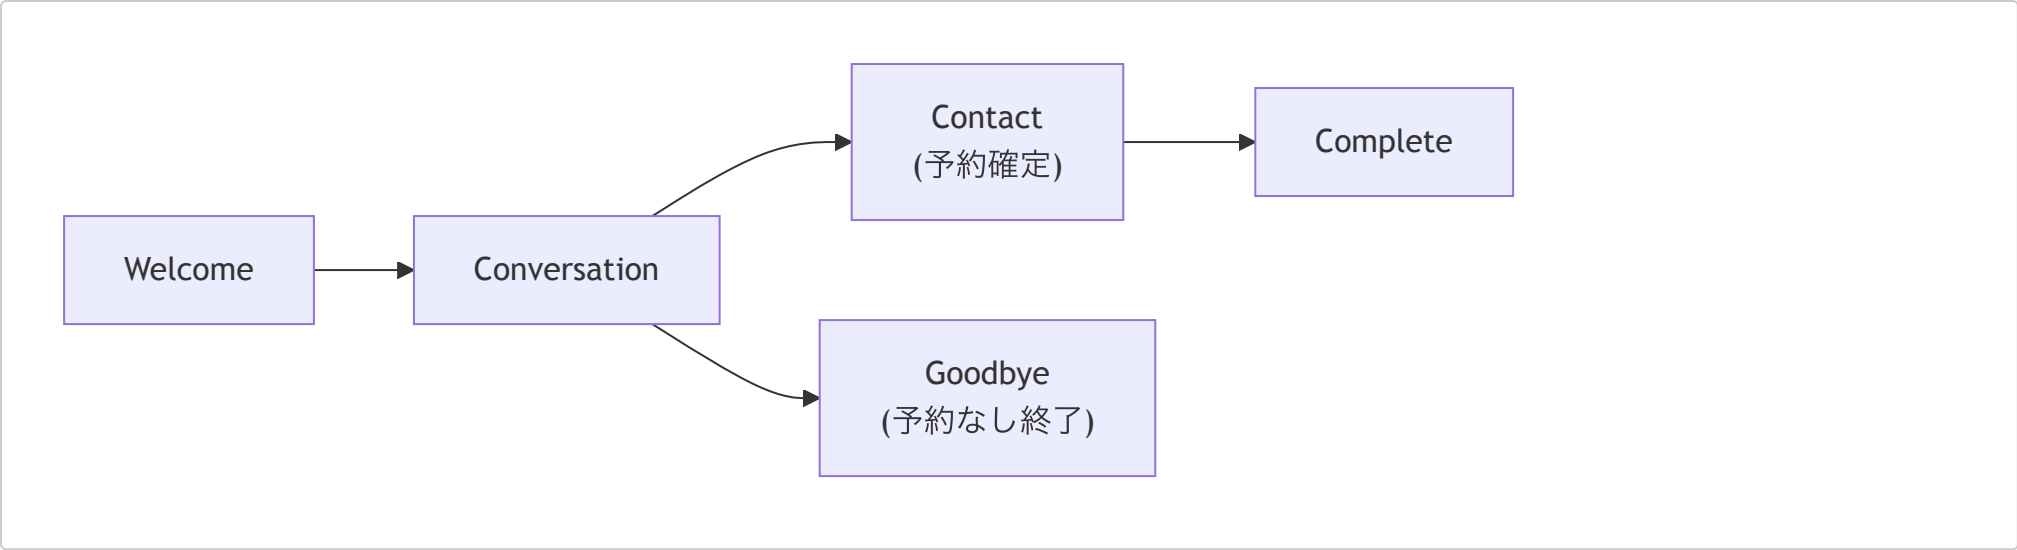 Welcome
Conversation
Contact
(予約確定)
Complete
Goodbye
(予約なし終了)